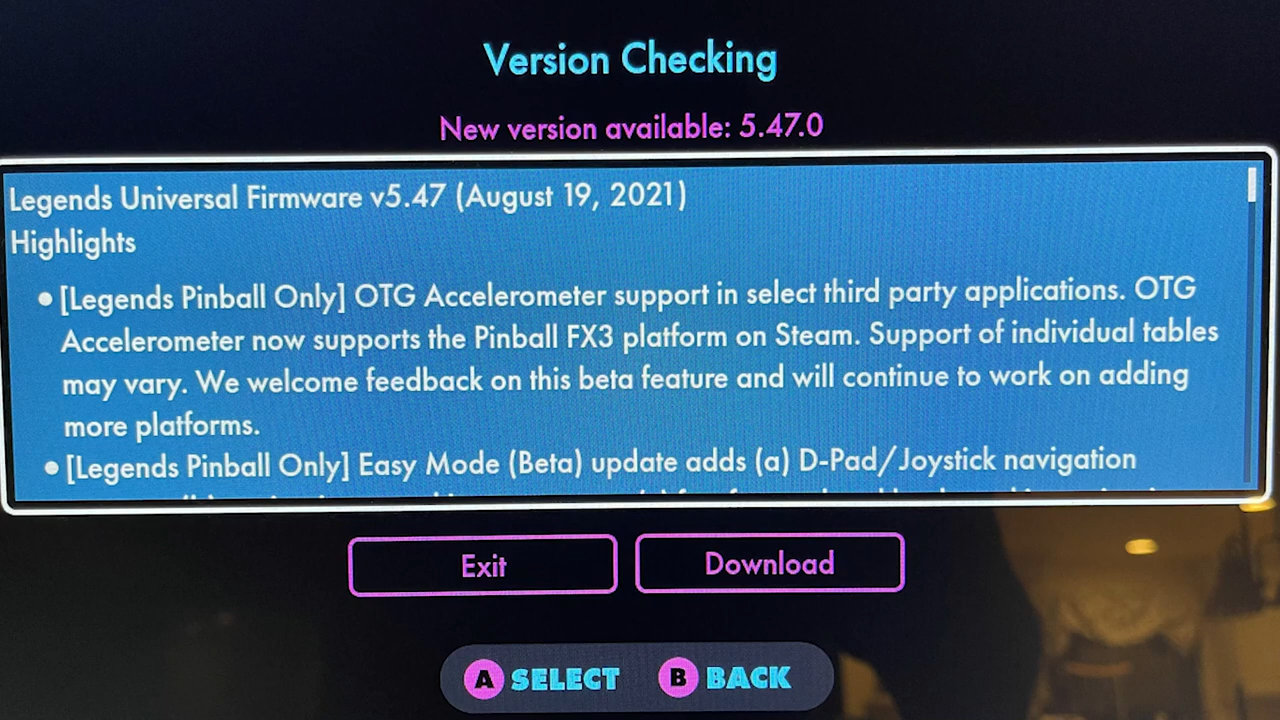 Version Checking
New version available: 5.47.0
Legends Universal Firmware v5.47 (August 19, 2021)
Highlights
● [Legends Pinball Only] OTG Accelerometer support in select third party applications. OTG
Accelerometer now supports the Pinball FX3 platform on Steam. Support of individual tables
may vary. We welcome feedback on this beta feature and will continue to work on adding
more platforms.
● [Legends Pinball Only] Easy Mode (Beta) update adds (a) D-Pad/Joystick navigation
Exit
Download
A SELECT B BACK